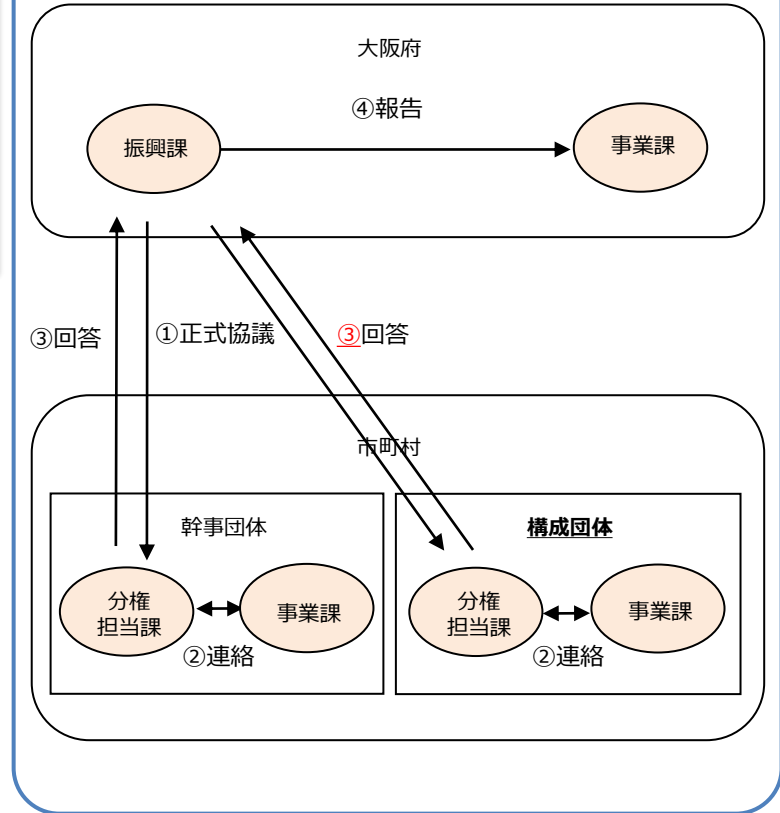 大阪府
④報告
振興課
事業課
③回答
①正式協議
③回答
市町村
幹事団体
構成団体
分権
担当課
事業課
②連絡
分権
担当課
事業課
②連絡